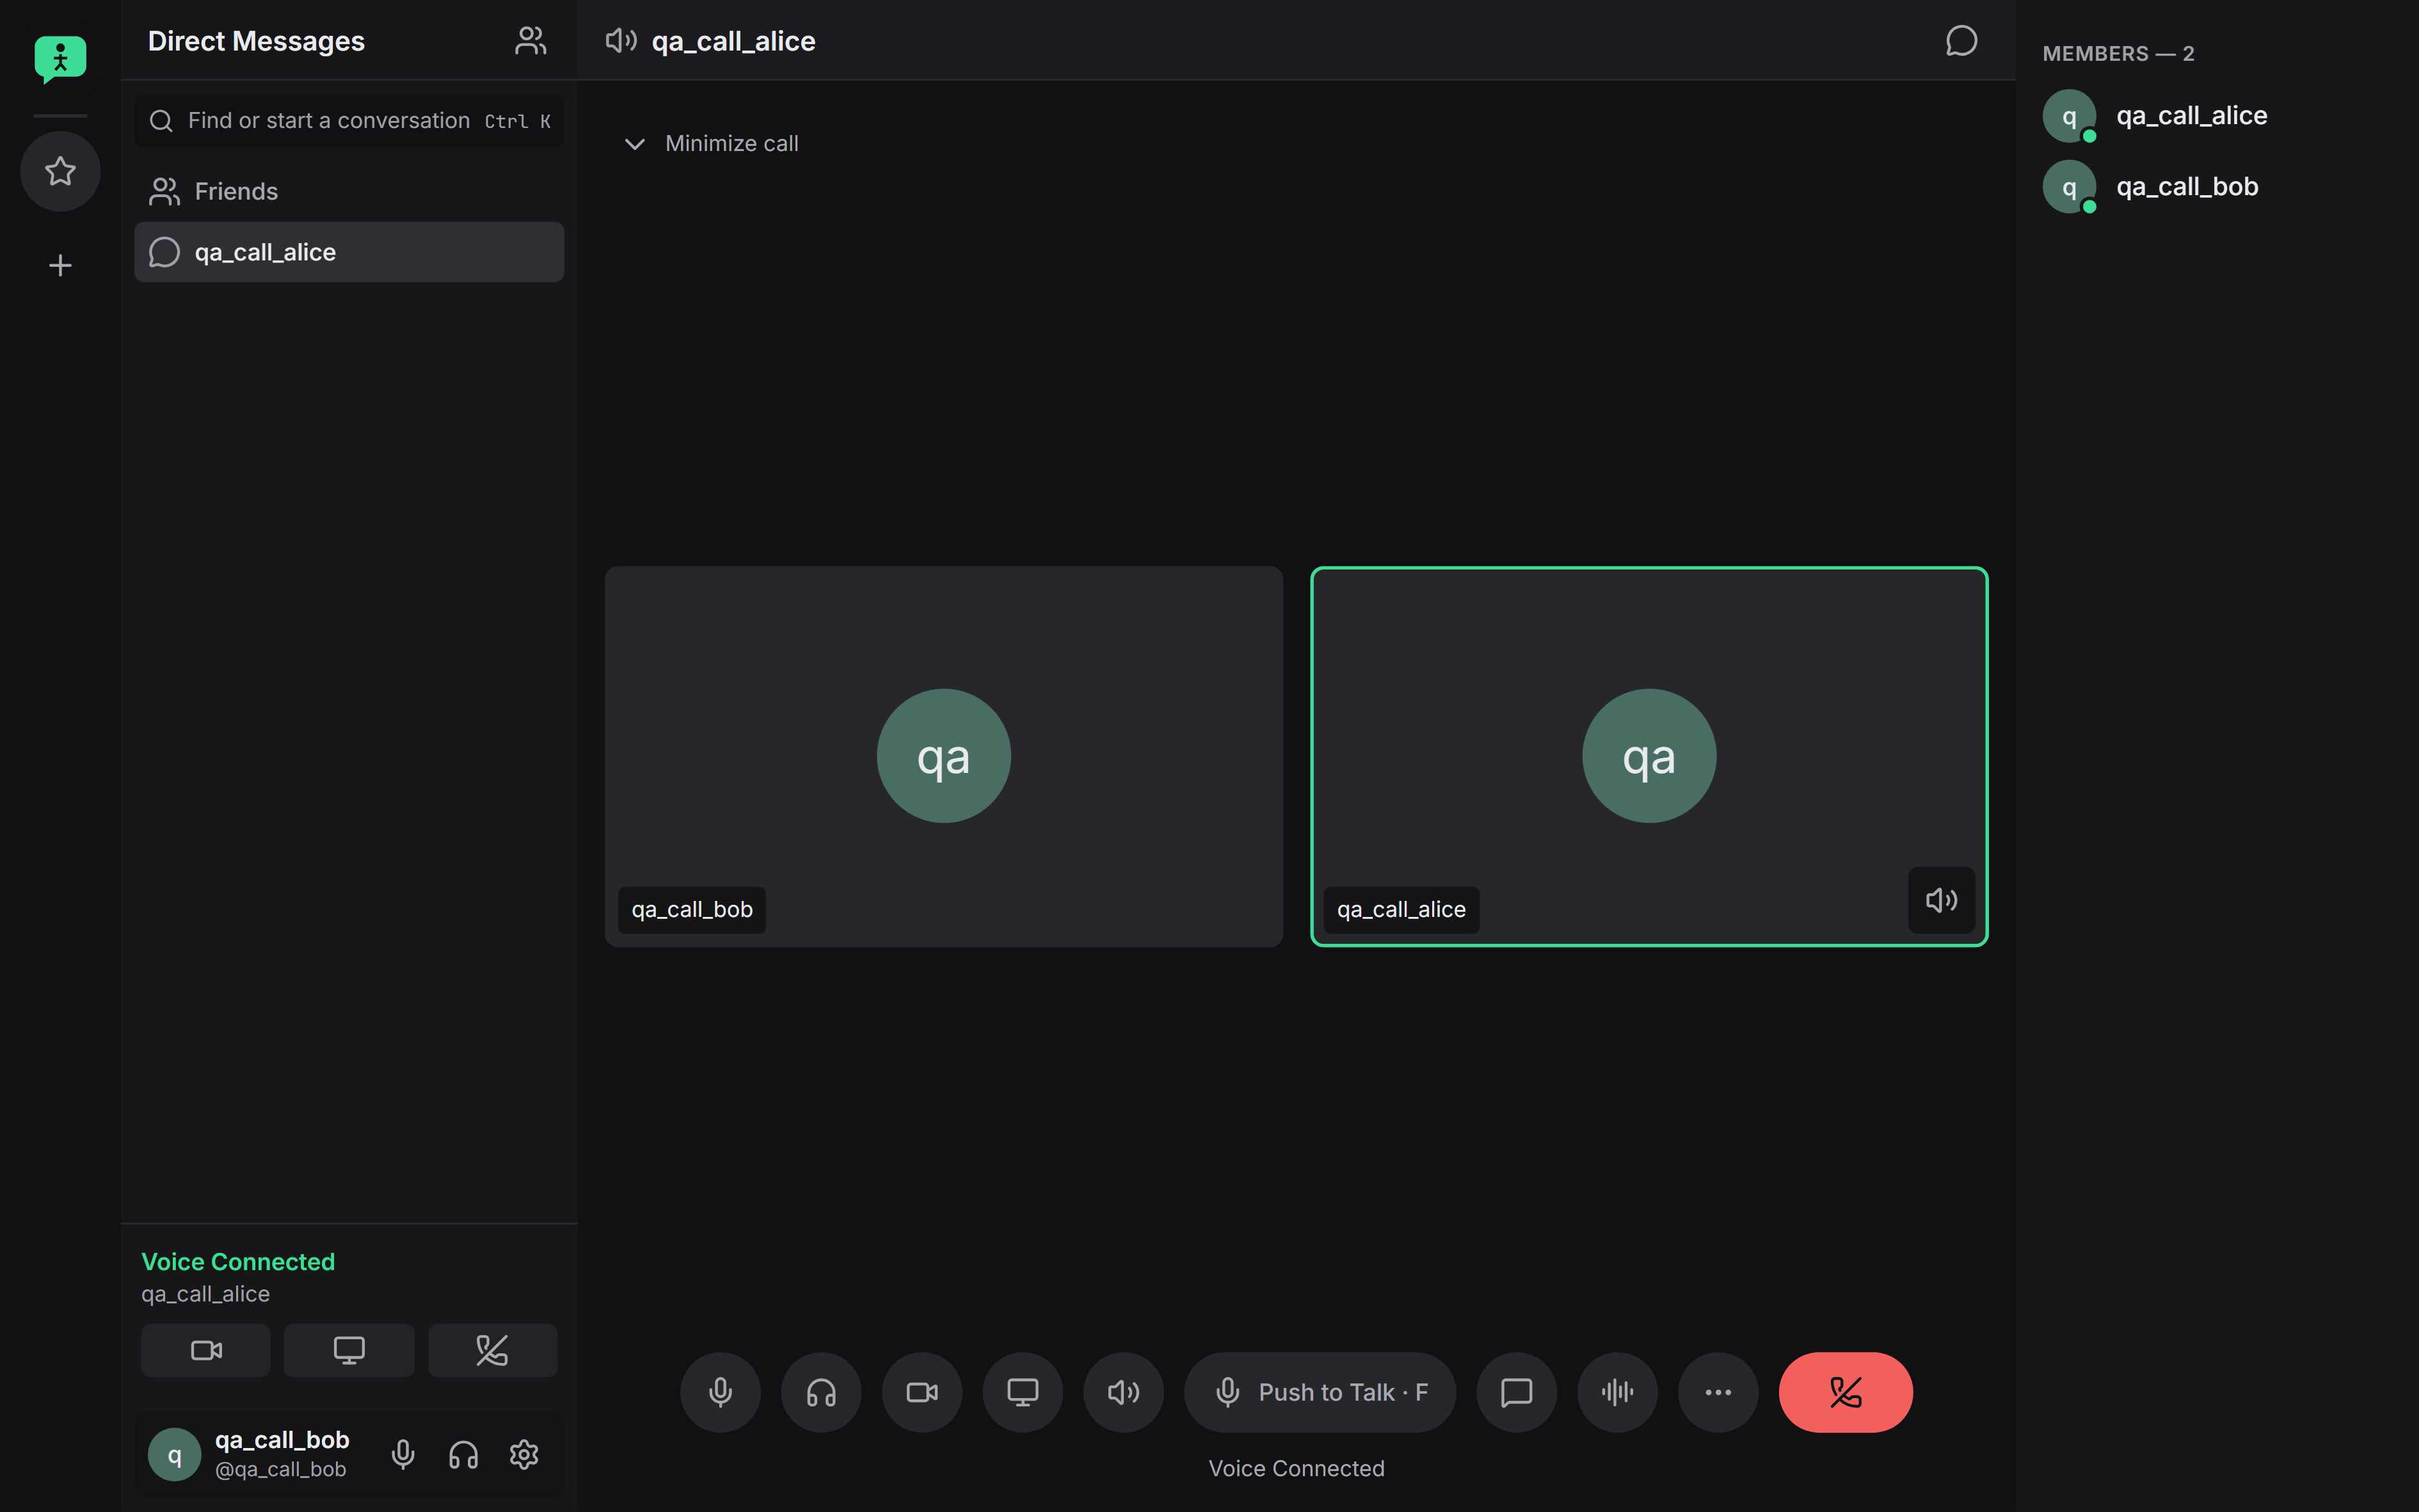 Direct Messages
Find or start a conversation Ctrl K
Friends
qa_call_alice
Voice Connected
qa_call_alice
q
qa_call_bob
@qa_call_bob
qa_call_alice
Minimize call
qa
qa_call_bob
qa
qa_call_alice
Push to Talk · F
Voice Connected
MEMBERS — 2
q
qa_call_alice
q
qa_call_bob